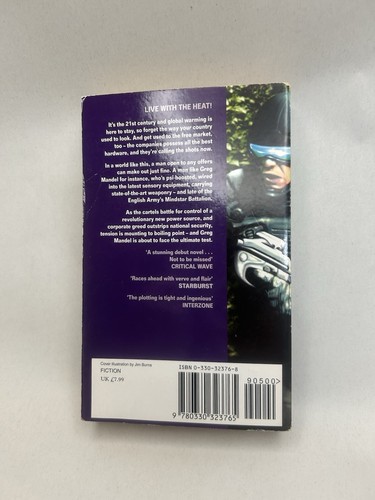 LIVE WITH THE HEAT!
It's the 21st century and global warming is
here to stay, so forget the way your country
used to look. And get used to the free market,
too – the companies possess all the best
hardware, and they're calling the shots now.
In a world like this, a man open to any offers
can make out just fine. A man like Greg
Mandel for instance, who's psi-boosted, wired
into the latest sensory equipment, carrying
state-of-the-art weaponry – and late of the
English Army's Mindstar Battalion.
As the cartels battle for control of a
revolutionary new power source, and
corporate greed outstrips national security,
tension is mounting to boiling point – and Greg
Mandel is about to face the ultimate test.
'A stunning debut novel . . .
Not to be missed'
CRITICAL WAVE
'Races ahead with verve and flair'
STARBURST
'The plotting is tight and ingenious'
INTERZONE
Cover illustration by Jim Burns
FICTION
UK £7.99
ISBN 0-330-32376-8
90500
9 780330 323765